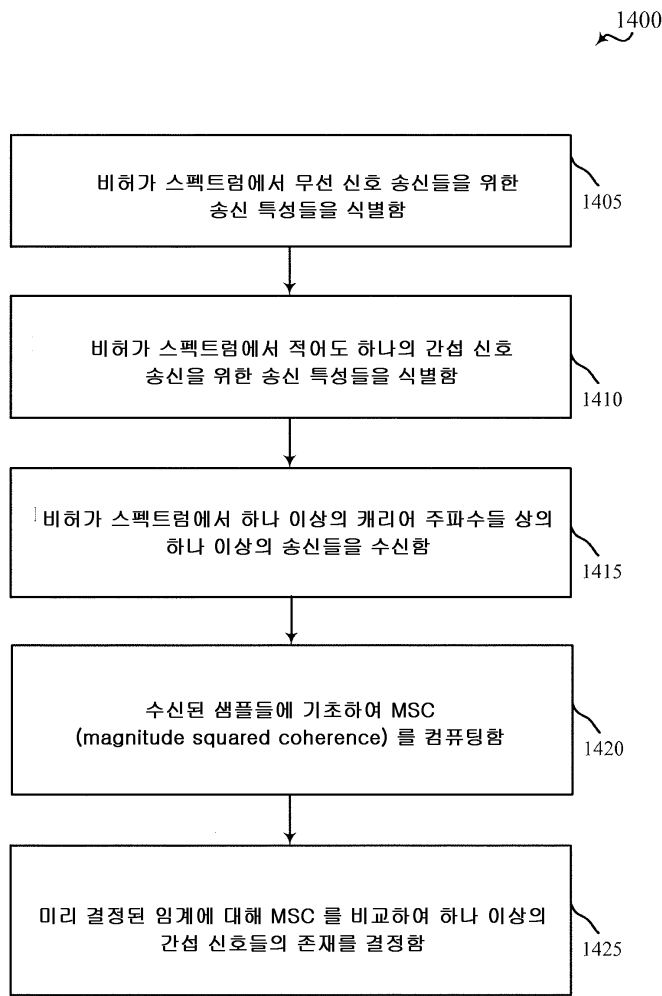 1400
비허가 스펙트럼에서 무선 신호 송신들을 위한
송신 특성들을 식별함
1405
비허가 스펙트럼에서 적어도 하나의 간섭 신호
송신을 위한 송신 특성들을 식별함
1410
비허가 스펙트럼에서 하나 이상의 캐리어 주파수들 상의
하나 이상의 송신들을 수신함
1415
수신된 샘플들에 기초하여 MSC
(magnitude squared coherence) 를 컴퓨팅함
1420
미리 결정된 임계에 대해 MSC 를 비교하여 하나 이상의
간섭 신호들의 존재를 결정함
1425